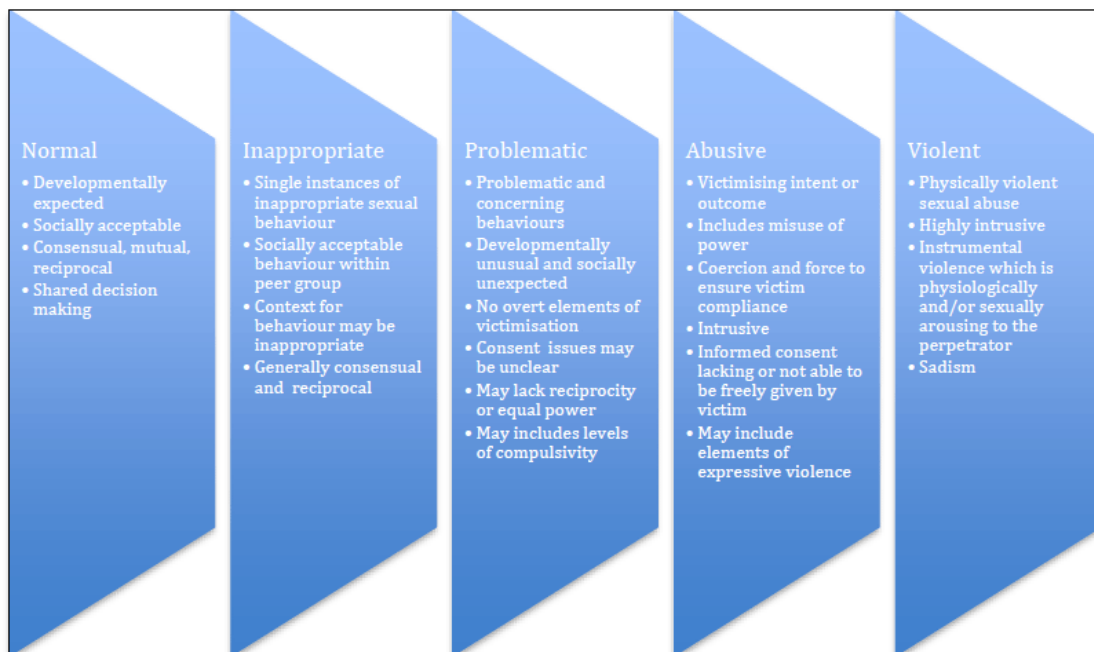 Normal
• Developmentally
expected
• Socially acceptable
• Consensual, mutual,
reciprocal
• Shared decision
making
Inappropriate
• Single instances of
inappropriate sexual
behaviour
• Socially acceptable
behaviour within
peer group
• Context for
behaviour may be
inappropriate
• Generally consensual
and reciprocal
Problematic
• Problematic and
concerning
behaviours
• Developmentally
unusual and socially
unexpected
• No overt elements of
victimisation
• Consent issues may
be unclear
• May lack reciprocity
or equal power
• May includes levels
of compulsivity
Abusive
• Victimising intent or
outcome
• Includes misuse of
power
• Coercion and force to
ensure victim
compliance
• Intrusive
• Informed consent
lacking or not able to
be freely given by
victim
• May include
elements of
expressive violence
Violent
• Physically violent
sexual abuse
• Highly intrusive
• Instrumental
violence which is
physiologically
and/or sexually
arousing to the
perpetrator
• Sadism